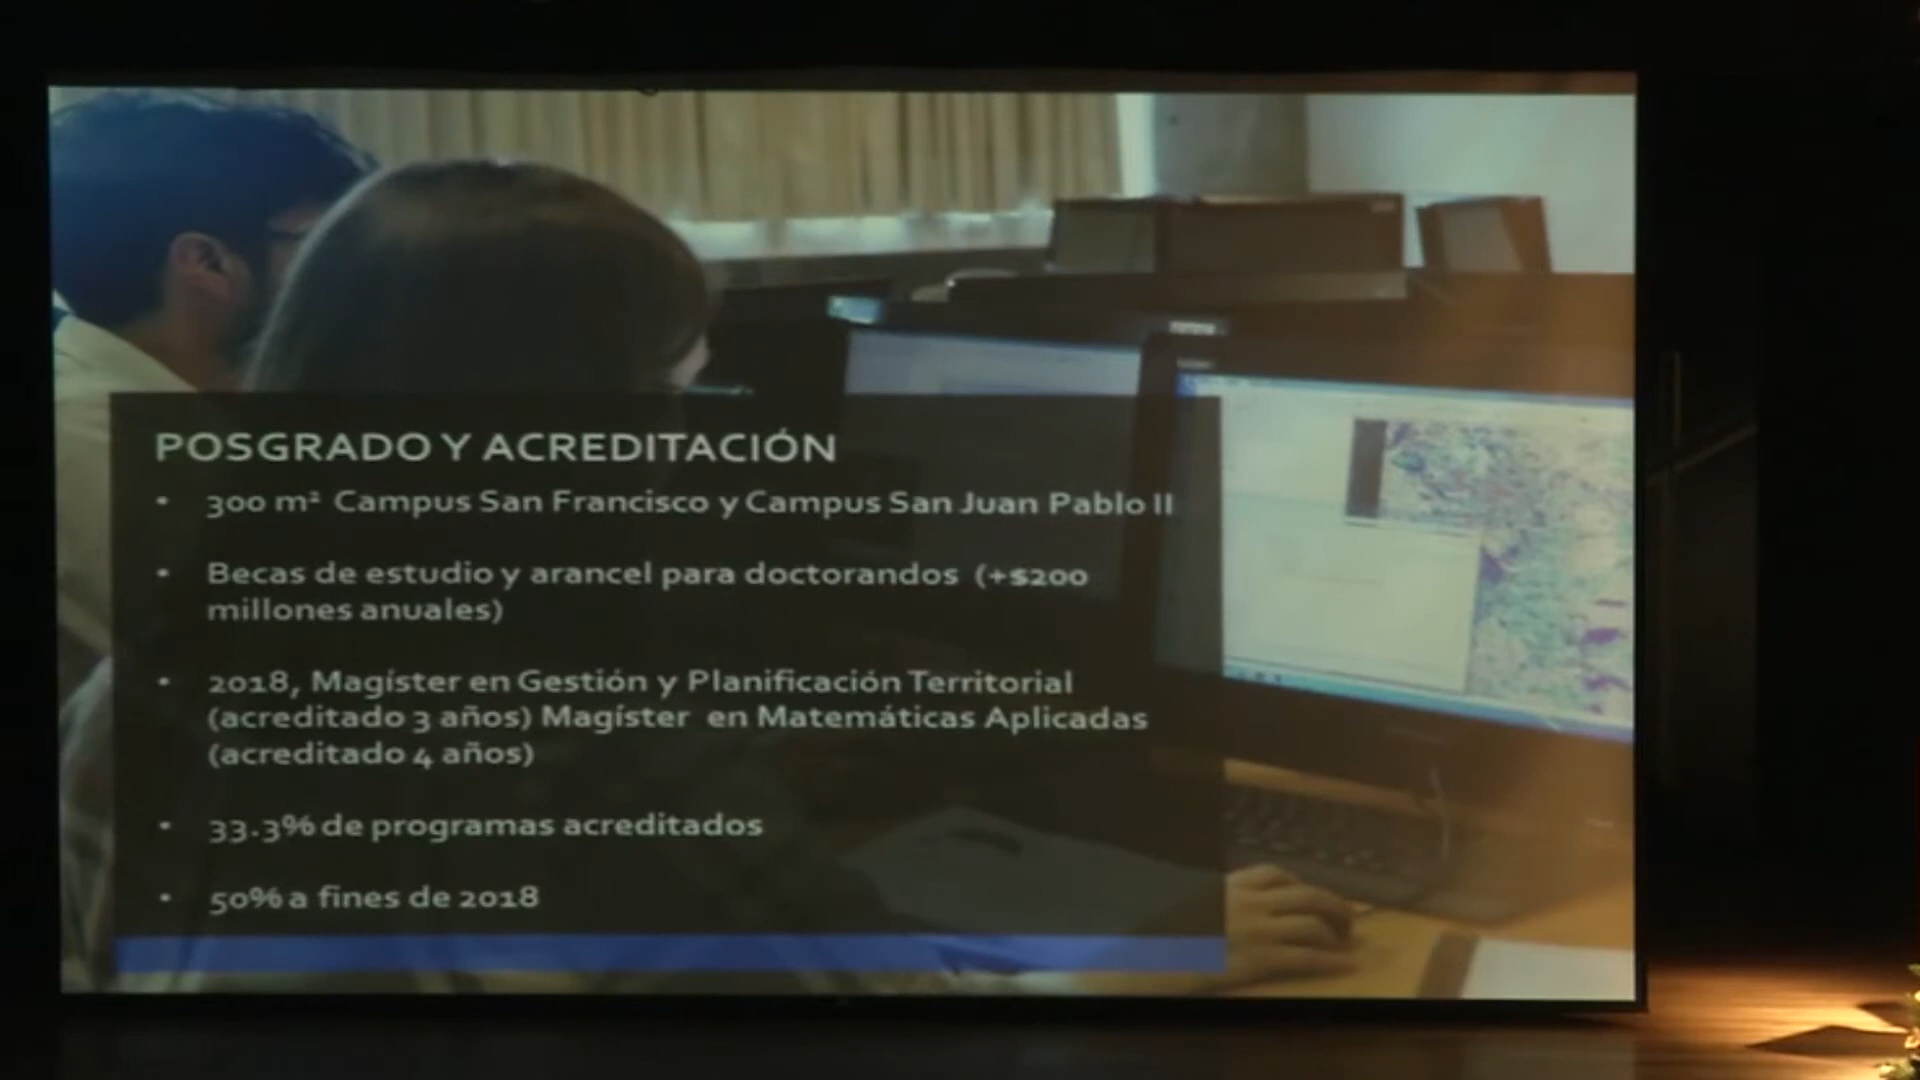 POSGRADO Y ACREDITACIÓN
• 300 m² Campus San Francisco y Campus San Juan Pablo II
• Becas de estudio y arancel para doctorandos (+$200
millones anuales)
• 2018, Magíster en Gestión y Planificación Territorial
(acreditado 3 años) Magíster en Matemáticas Aplicadas
(acreditado 4 años)
• 33.3% de programas acreditados
• 50% a fines de 2018